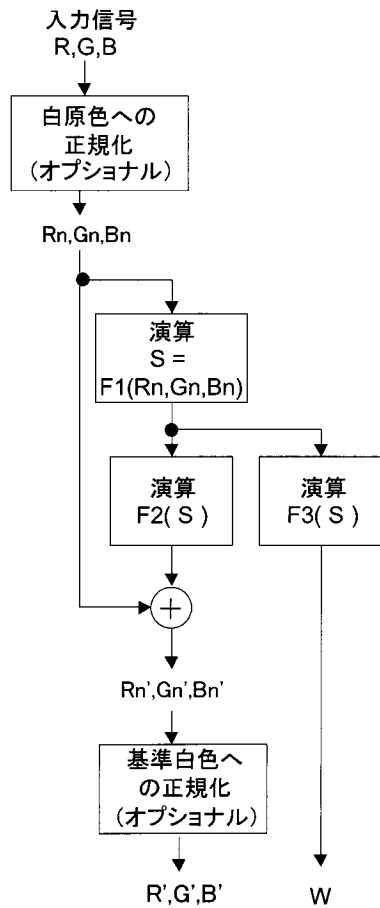 入力信号
R,G,B
白原色への
正規化
(オプショナル)
Rn,Gn,Bn
演算
S =
F1(Rn,Gn,Bn)
演算
F2( S )
演算
F3( S )
+
Rn',Gn',Bn'
基準白色へ
の正規化
(オプショナル)
R',G',B'
W